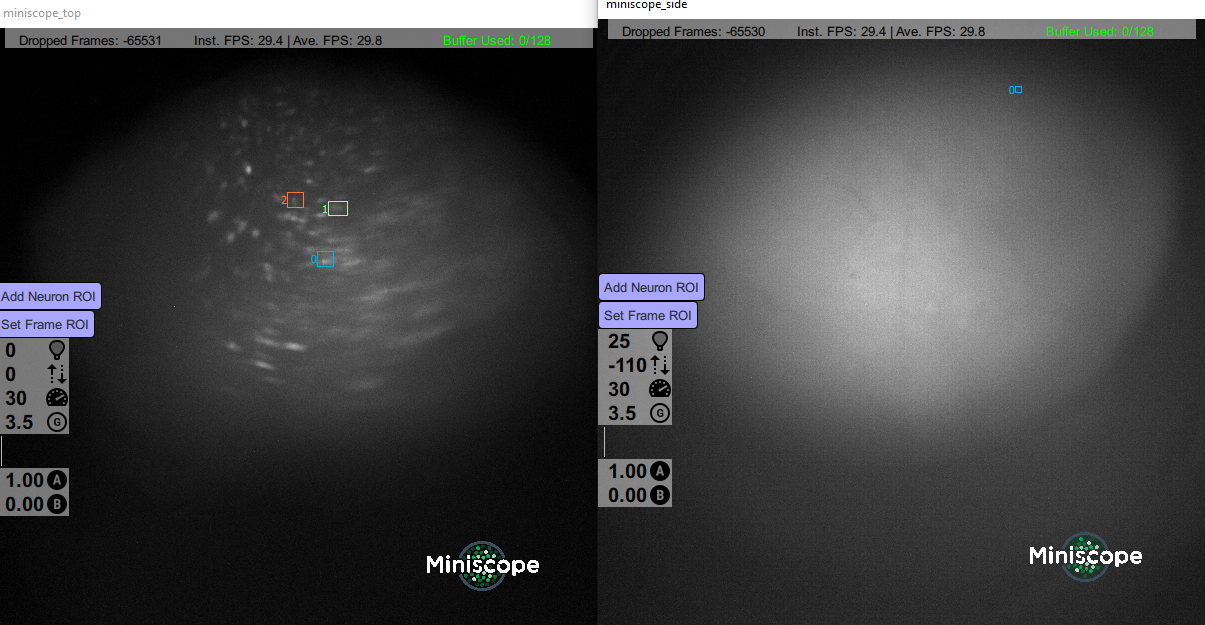 miniscope_top
Dropped Frames: -65531 Inst. FPS: 29.4 | Ave. FPS: 29.8 Buffer Used: 0/128
2
1
0
Add Neuron ROI
Set Frame ROI
0
0
30
3.5 G
1.00 A
0.00 B
Miniscope
miniscope_side
Dropped Frames: -65530 Inst. FPS: 29.4 | Ave. FPS: 29.8 Buffer Used: 0/128
0
Add Neuron ROI
Set Frame ROI
25
-110
30
3.5 G
1.00 A
0.00 B
Miniscope